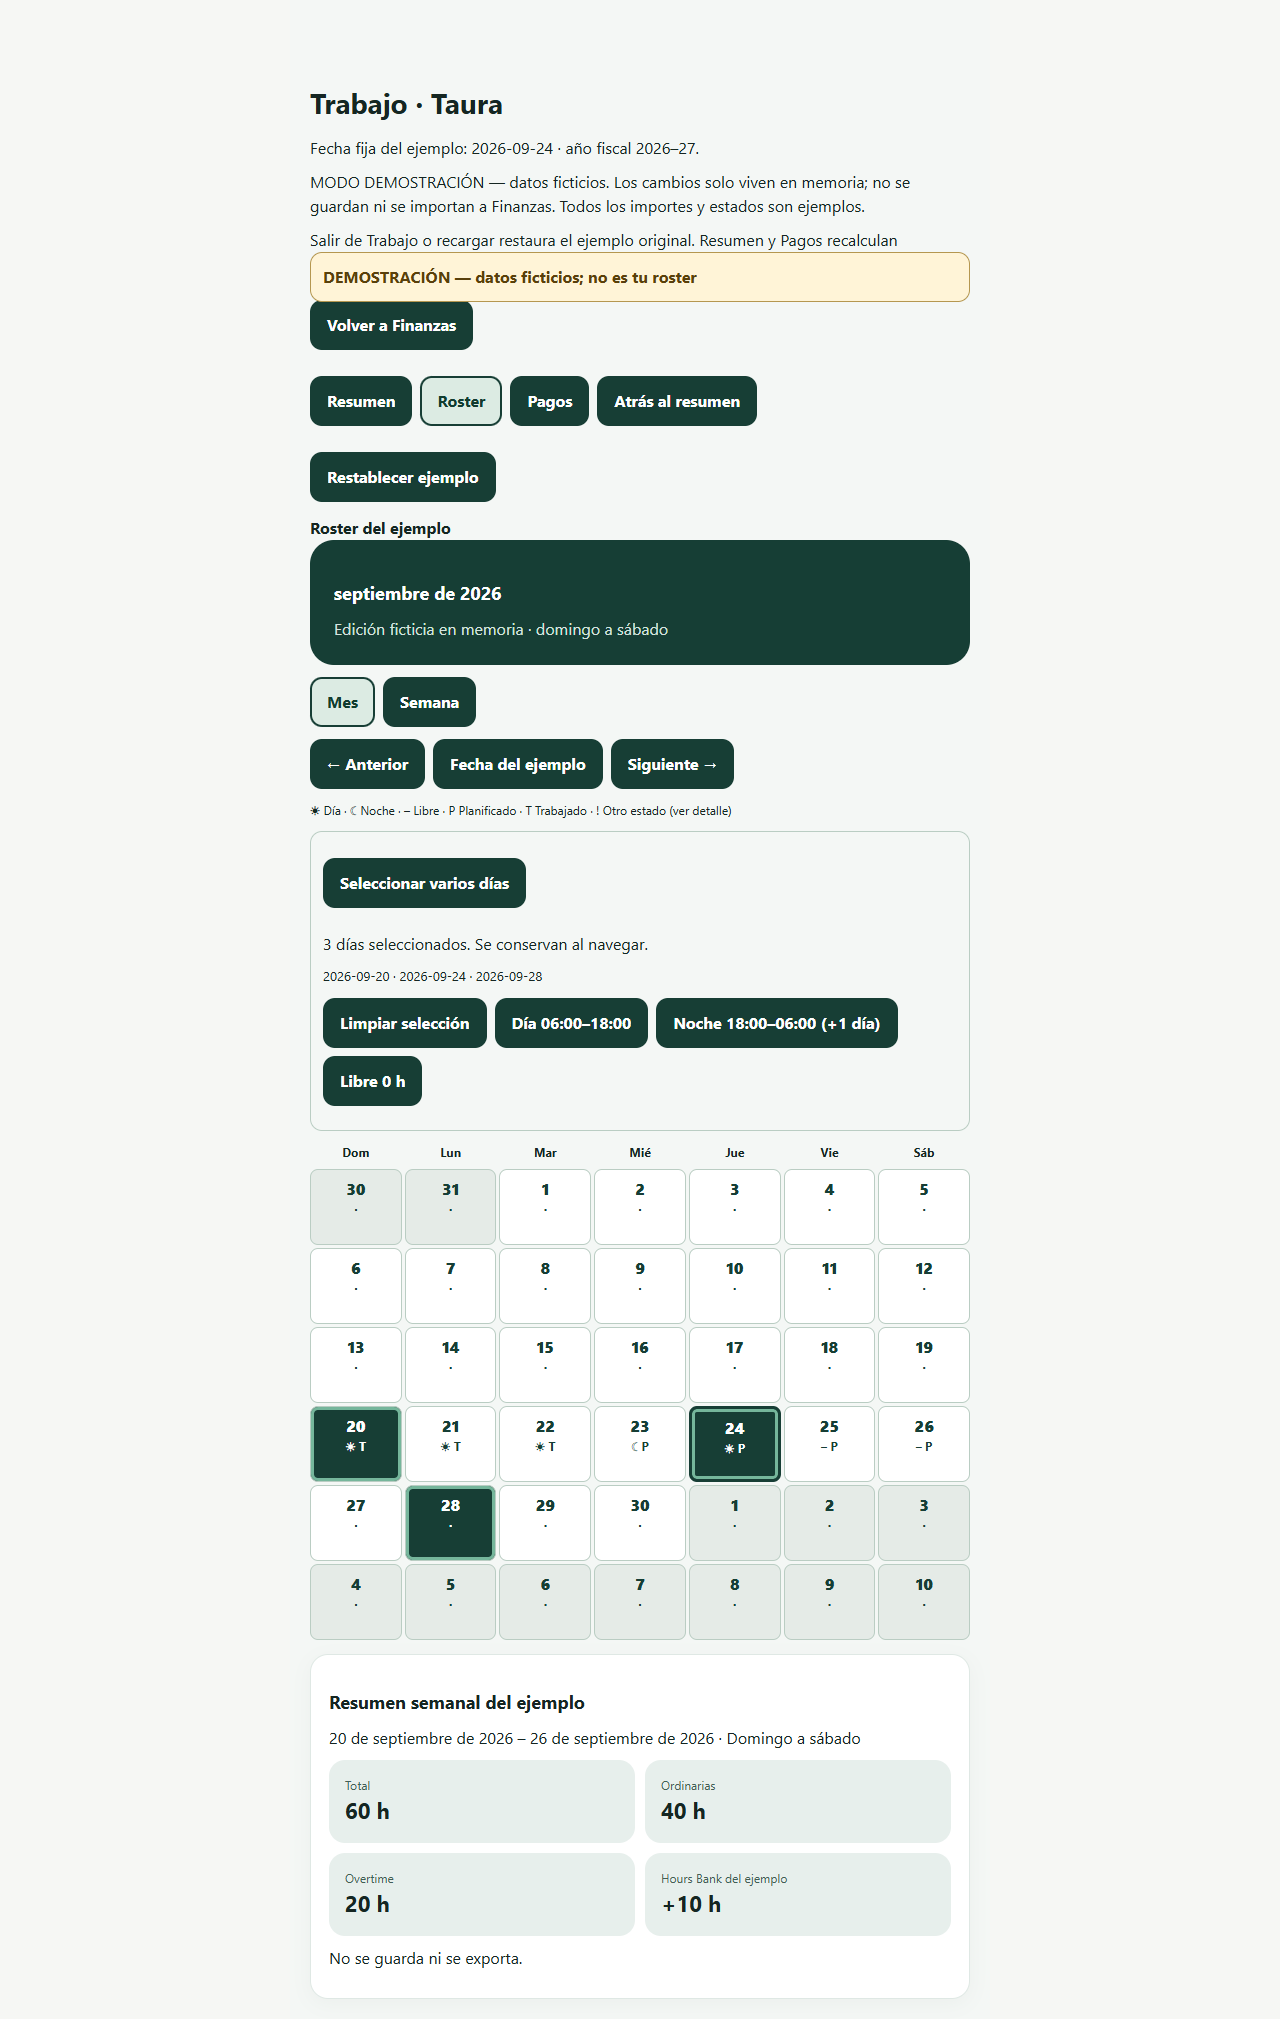 Trabajo · Taura
Fecha fija del ejemplo: 2026-09-24 · año fiscal 2026–27.
MODO DEMOSTRACIÓN — datos ficticios. Los cambios solo viven en memoria; no se
guardan ni se importan a Finanzas. Todos los importes y estados son ejemplos.
Salir de Trabajo o recargar restaura el ejemplo original. Resumen y Pagos recalculan
DEMOSTRACIÓN — datos ficticios; no es tu roster
Volver a Finanzas
Resumen Roster Pagos Atrás al resumen
Restablecer ejemplo
Roster del ejemplo
septiembre de 2026
Edición ficticia en memoria · domingo a sábado
Mes Semana
← Anterior Fecha del ejemplo Siguiente →
☀ Día · ☾ Noche · – Libre · P Planificado · T Trabajado · ! Otro estado (ver detalle)
Seleccionar varios días
3 días seleccionados. Se conservan al navegar.
2026-09-20 · 2026-09-24 · 2026-09-28
Limpiar selección Día 06:00–18:00 Noche 18:00–06:00 (+1 día)
Libre 0 h
Dom Lun Mar Mié Jue Vie Sáb
30 31 1 2 3 4 5
· · · · · · ·
6 7 8 9 10 11 12
· · · · · · ·
13 14 15 16 17 18 19
· · · · · · ·
20 21 22 23 24 25 26
☀ T ☀ T ☀ T ☾ P ☀ P – P – P
27 28 29 30 1 2 3
· · · · · · ·
4 5 6 7 8 9 10
· · · · · · ·
Resumen semanal del ejemplo
20 de septiembre de 2026 – 26 de septiembre de 2026 · Domingo a sábado
Total Ordinarias
60 h 40 h
Overtime Hours Bank del ejemplo
20 h +10 h
No se guarda ni se exporta.